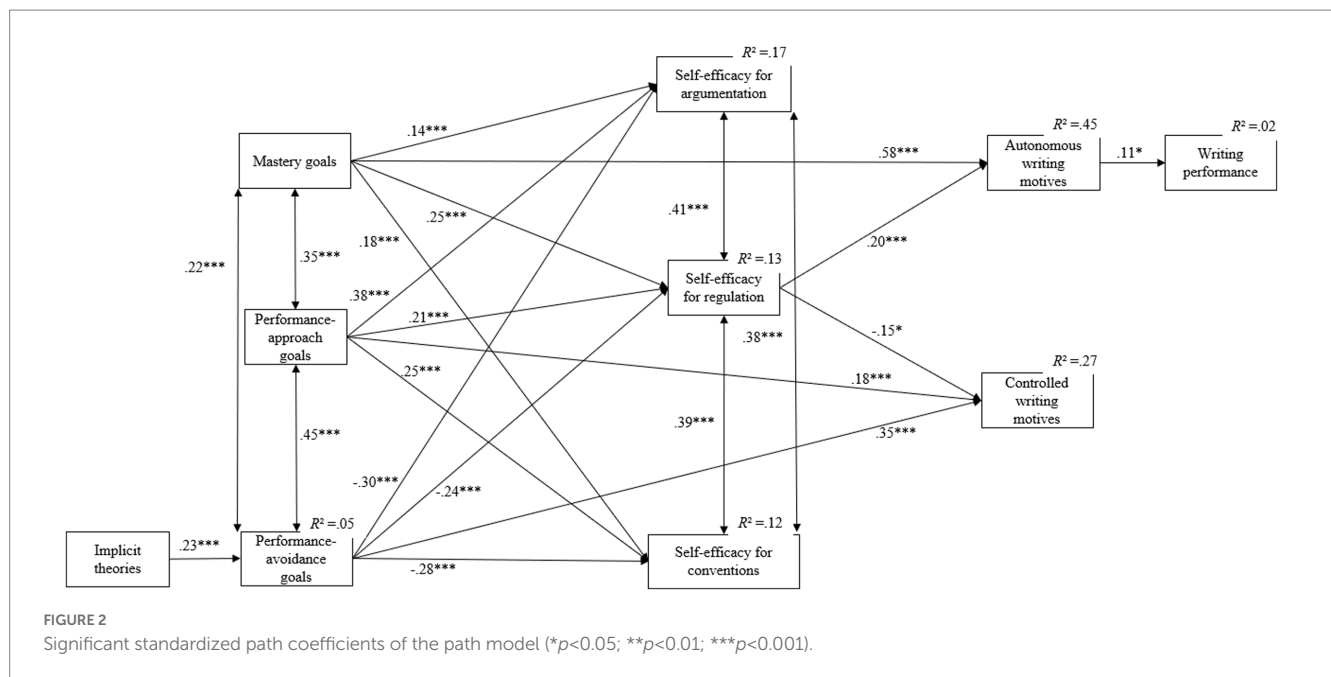 R² =.17
Self-efficacy for
argumentation
R² =.45
R² =.02
.14***
Mastery goals
.58***
Autonomous
writing
motives
.11*
Writing
performance
.41***
.25***
.18***
.20***
.22***
.35***
R² =.13
Self-efficacy
for regulation
.38***
.21***
Performance-
approach
goals
.38***
-.15*
R² =.27
.25***
.18***
Controlled
writing
motives
.39***
.45***
.35***
-.30***
-.24***
R² =.05
R² =.12
Implicit
theories
.23***
Performance-
avoidance
goals
-.28***
Self-efficacy for
conventions
FIGURE 2
Significant standardized path coefficients of the path model (*p<0.05; **p<0.01; ***p<0.001).